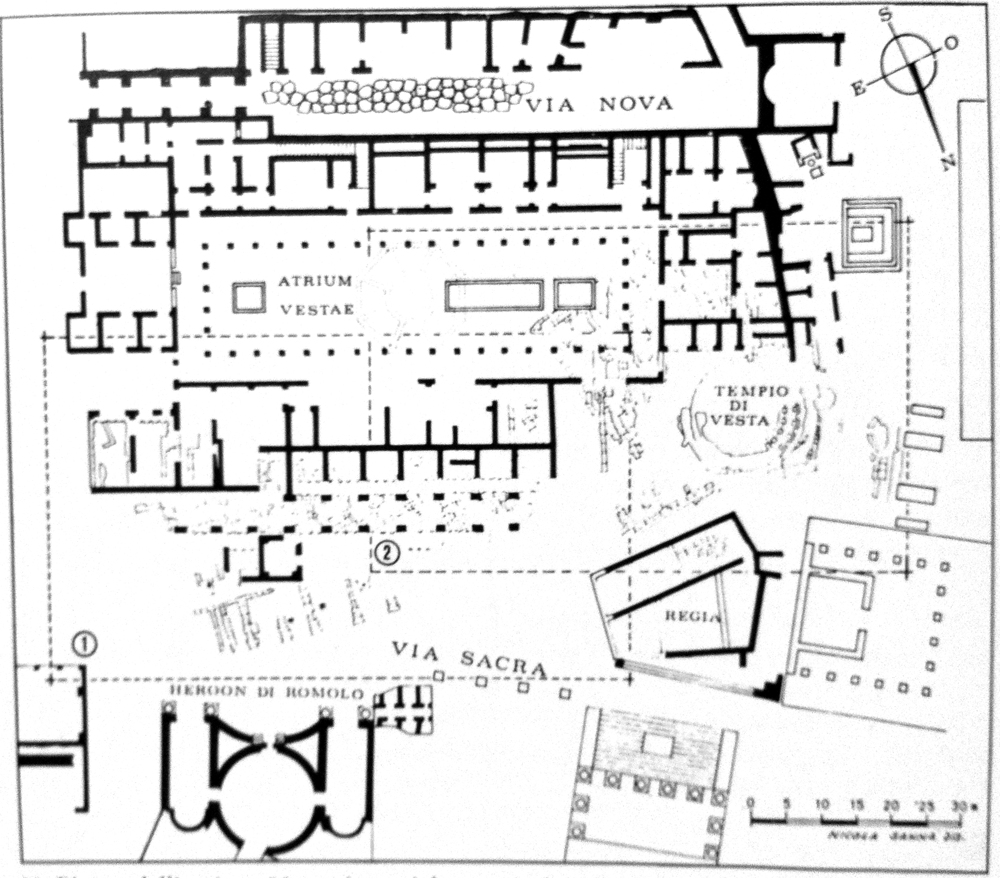 S
O
E
N
VIA NOVA
ATRIUM
VESTAE
TEMPIO
DI
VESTA
2
REGIA
1
VIA SACRA
HEROON DI ROMOLO
0 5 10 15 20 25 30
NICOLA